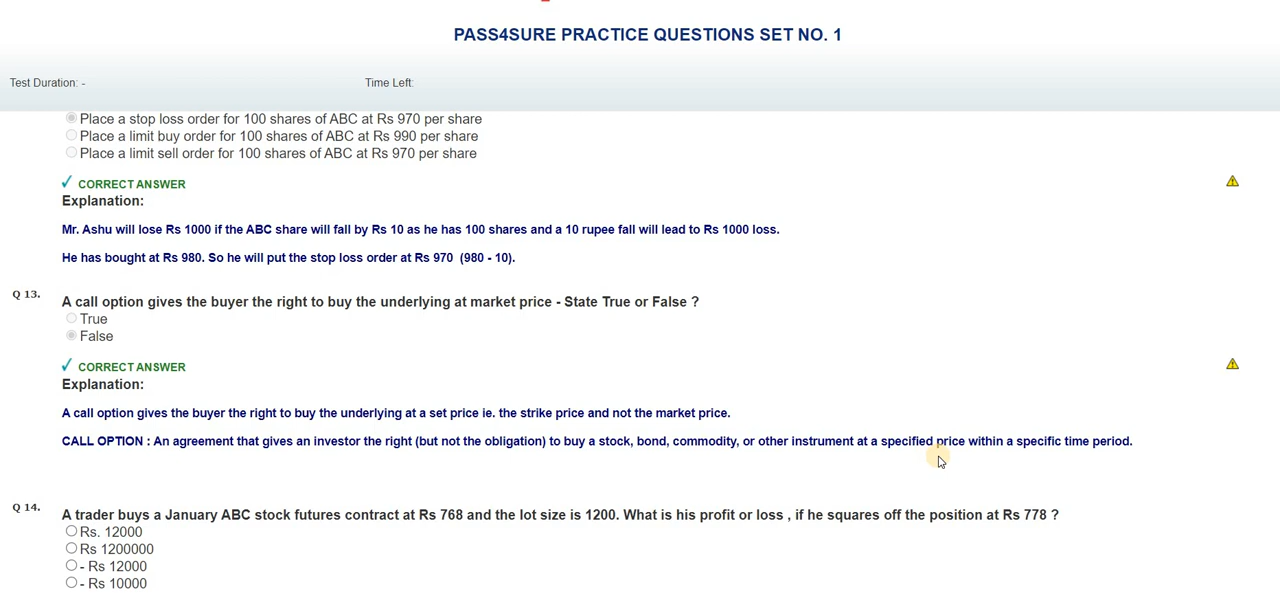 PASS4SURE PRACTICE QUESTIONS SET NO. 1
Test Duration: -
Time Left:
Place a stop loss order for 100 shares of ABC at Rs 970 per share
Place a limit buy order for 100 shares of ABC at Rs 990 per share
Place a limit sell order for 100 shares of ABC at Rs 970 per share
✓ CORRECT ANSWER
Explanation:
Mr. Ashu will lose Rs 1000 if the ABC share will fall by Rs 10 as he has 100 shares and a 10 rupee fall will lead to Rs 1000 loss.
He has bought at Rs 980. So he will put the stop loss order at Rs 970 (980 - 10).
Q 13. A call option gives the buyer the right to buy the underlying at market price - State True or False ?
True
False
✓ CORRECT ANSWER
Explanation:
A call option gives the buyer the right to buy the underlying at a set price ie. the strike price and not the market price.
CALL OPTION : An agreement that gives an investor the right (but not the obligation) to buy a stock, bond, commodity, or other instrument at a specified price within a specific time period.
Q 14. A trader buys a January ABC stock futures contract at Rs 768 and the lot size is 1200. What is his profit or loss , if he squares off the position at Rs 778 ?
Rs. 12000
Rs 1200000
- Rs 12000
- Rs 10000